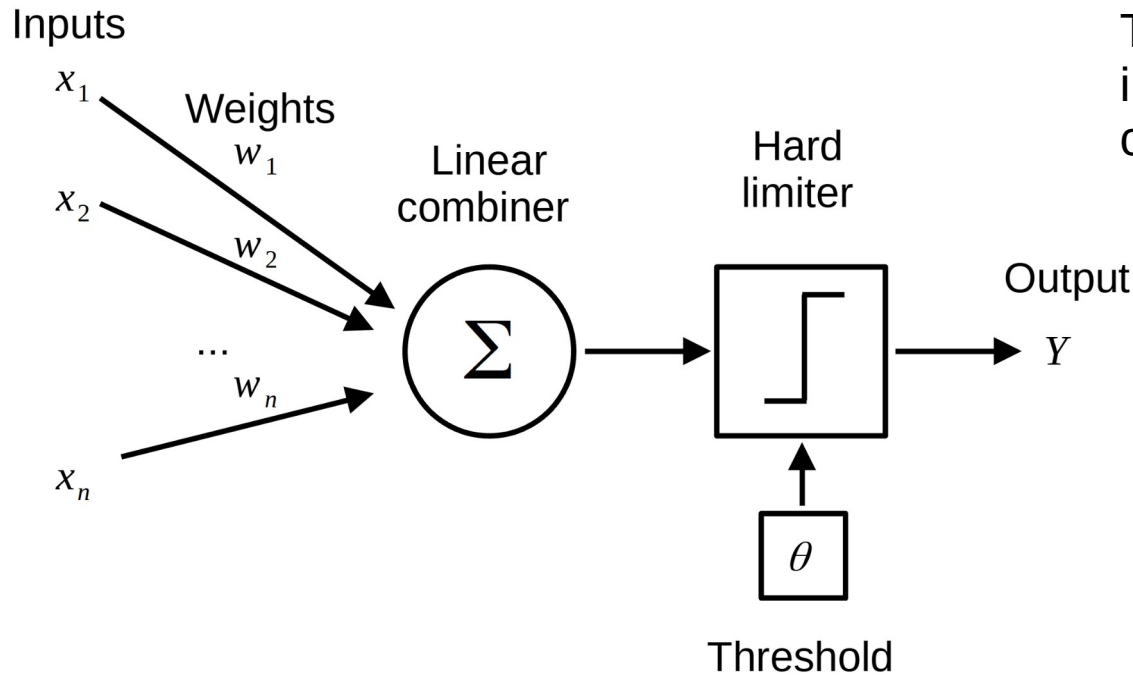 Inputs
x₁
Weights
w₁
Linear
combiner
Hard
limiter
x₂
w₂
Output
...
Σ
Y
wₙ
xₙ
θ
Threshold